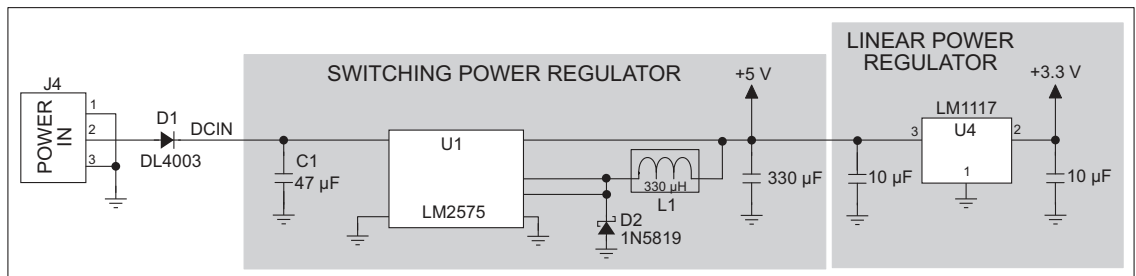 LINEAR POWER
REGULATOR
SWITCHING POWER REGULATOR
+5 V
+3.3 V
J4
POWER
IN
1
2
3
D1
DL4003
DCIN
C1
47 µF
U1
LM2575
330 µH
L1
D2
1N5819
330 µF
10 µF
LM1117
U4
3
2
1
10 µF